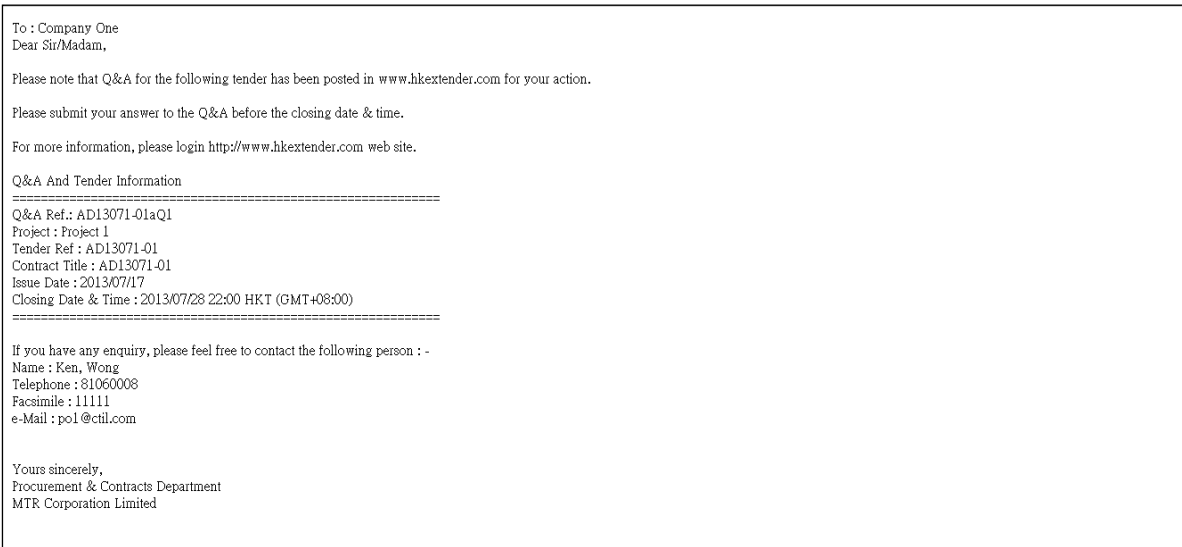 To : Company One
Dear Sir/Madam,
Please note that Q&A for the following tender has been posted in www.hkextender.com for your action.
Please submit your answer to the Q&A before the closing date & time.
For more information, please login http://www.hkextender.com web site.
Q&A And Tender Information
============================================================
Q&A Ref.: AD13071-01aQ1
Project : Project 1
Tender Ref : AD13071-01
Contract Title : AD13071-01
Issue Date : 2013/07/17
Closing Date & Time : 2013/07/28 22:00 HKT (GMT+08:00)
============================================================
If you have any enquiry, please feel free to contact the following person : -
Name : Ken, Wong
Telephone : 81060008
Facsimile : 11111
e-Mail : po1@ctil.com
Yours sincerely,
Procurement & Contracts Department
MTR Corporation Limited